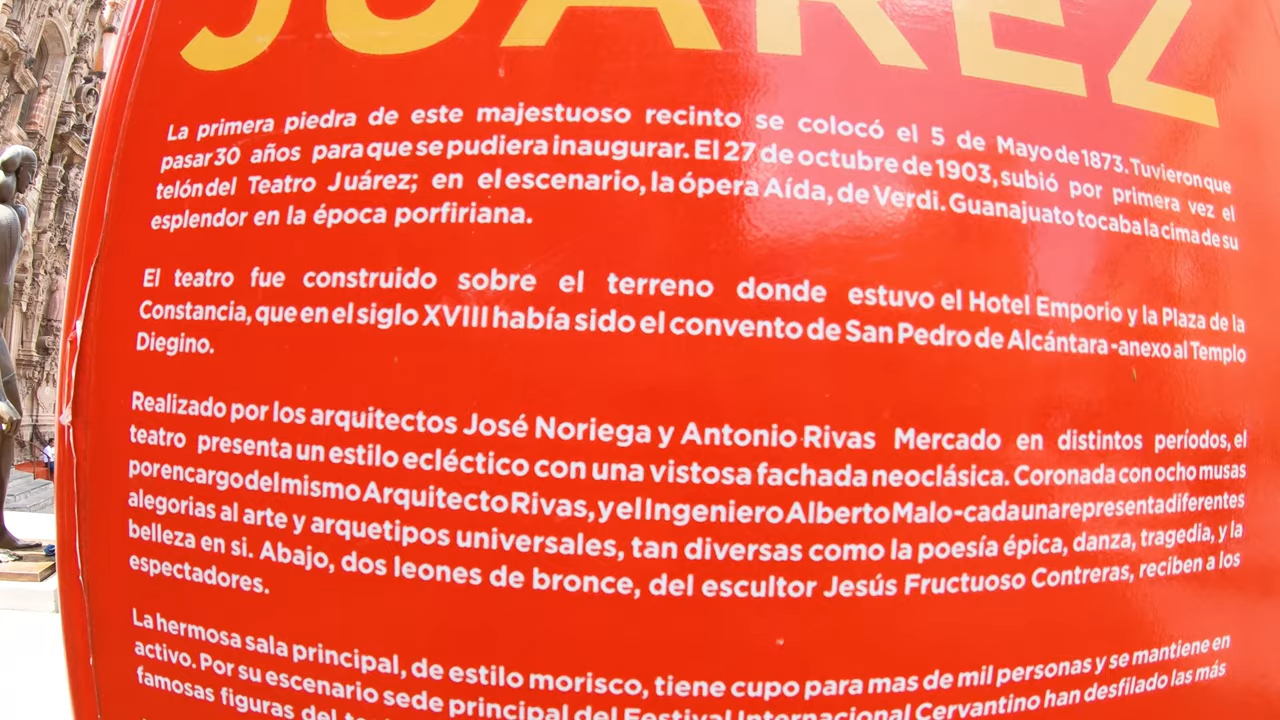 JUÁREZ
La primera piedra de este majestuoso recinto se colocó el 5 de Mayo de 1873. Tuvieron que
pasar 30 años para que se pudiera inaugurar. El 27 de octubre de 1903, subió por primera vez el
telón del Teatro Juárez; en el escenario, la ópera Aída, de Verdi. Guanajuato tocaba la cima de su
esplendor en la época porfiriana.
El teatro fue construido sobre el terreno donde estuvo el Hotel Emporio y la Plaza de la
Constancia, que en el siglo XVIII había sido el convento de San Pedro de Alcántara -anexo al Templo
Diegino.
Realizado por los arquitectos José Noriega y Antonio Rivas Mercado en distintos períodos, el
teatro presenta un estilo ecléctico con una vistosa fachada neoclásica. Coronada con ocho musas
por encargo del mismo Arquitecto Rivas, y el Ingeniero Alberto Malo-cada una representa diferentes
alegorias al arte y arquetipos universales, tan diversas como la poesía épica, danza, tragedia, y la
belleza en si. Abajo, dos leones de bronce, del escultor Jesús Fructuoso Contreras, reciben a los
espectadores.
La hermosa sala principal, de estilo morisco, tiene cupo para mas de mil personas y se mantiene en
activo. Por su escenario sede principal del Festival Internacional Cervantino han desfilado las más
famosas figuras del